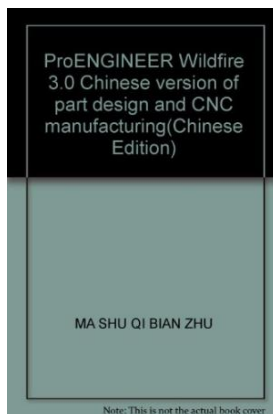 ProENGINEER Wildfire
3.0 Chinese version of
part design and CNC
manufacturing(Chinese
Edition)
MA SHU QI BIAN ZHU
Note: This is not the actual book cover